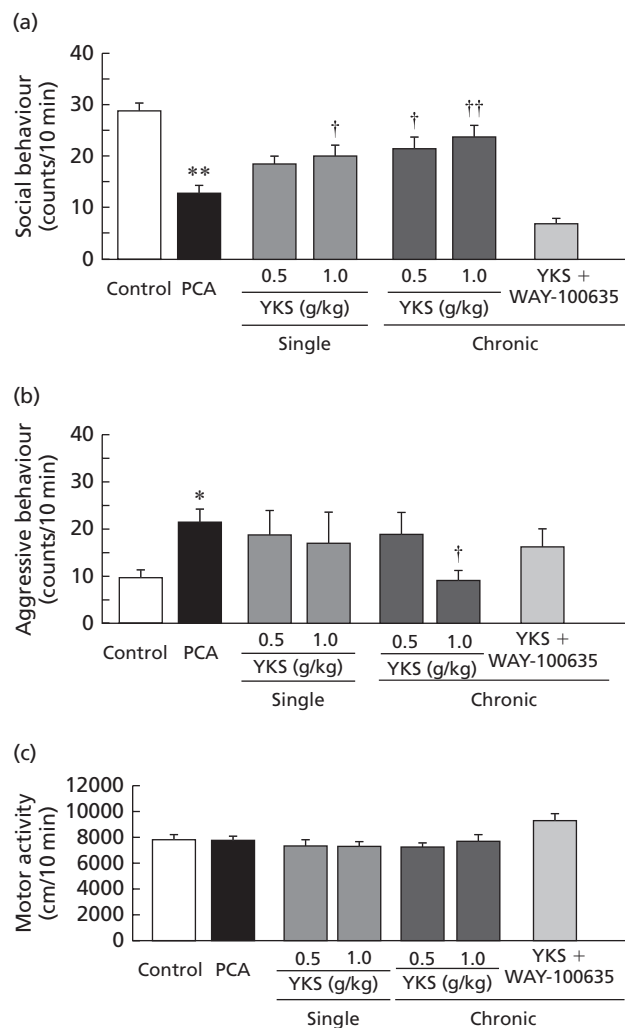 (a)
Social behaviour
(counts/10 min)
40
30
20
10
0
**
†
†
††
Control PCA
0.5 1.0
YKS (g/kg)
Single
0.5 1.0
YKS (g/kg)
YKS +
WAY-100635
Chronic
(b)
Aggressive behaviour
(counts/10 min)
40
30
20
10
0
*
†
Control PCA
0.5 1.0
YKS (g/kg)
Single
0.5 1.0
YKS (g/kg)
YKS +
WAY-100635
Chronic
(c)
Motor activity
(cm/10 min)
12000
10000
8000
6000
4000
2000
0
Control PCA
0.5 1.0
YKS (g/kg)
Single
0.5 1.0
YKS (g/kg)
YKS +
WAY-100635
Chronic